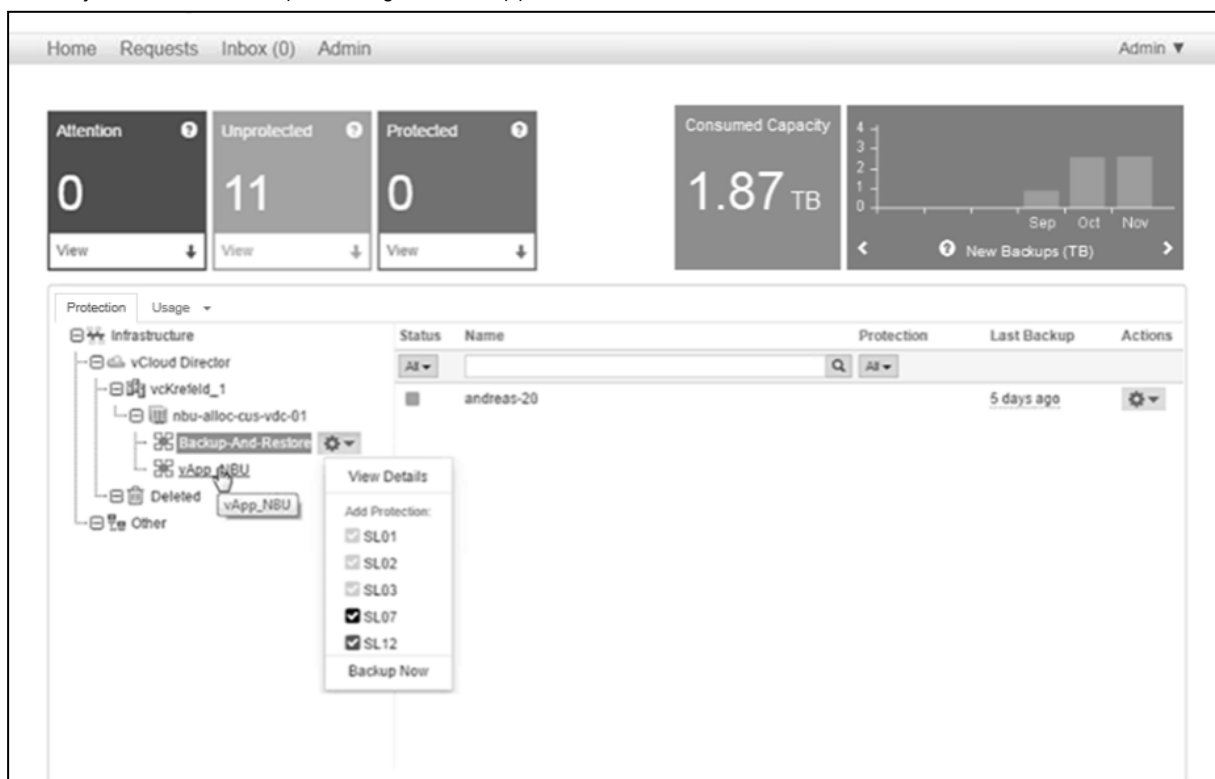 Home Requests Inbox (0) Admin Admin ▼
Attention ? Unprotected ? Protected ? Consumed Capacity
0 11 0 1.87 TB
View View View
4
3
2
1
0
Sep Oct Nov
< ? New Backups (TB) >
Protection Usage
Infrastructure Status Name Protection Last Backup Actions
vCloud Director All All
vcKrefeld_1 andreas-20 5 days ago
nbu-alloc-cus-vdc-01
Backup-And-Restore
vApp_NBU
vApp_NBU
Deleted
Other
View Details
Add Protection:
SL01
SL02
SL03
SL07
SL12
Backup Now